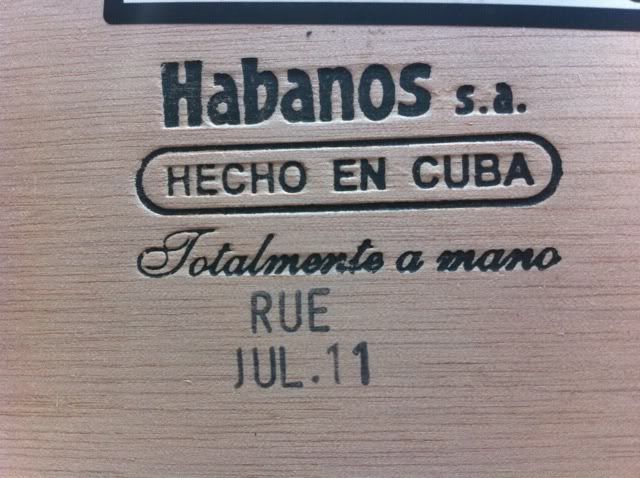 Habanos s.a.
HECHO EN CUBA
Totalmente a mano
RUE
JUL.11